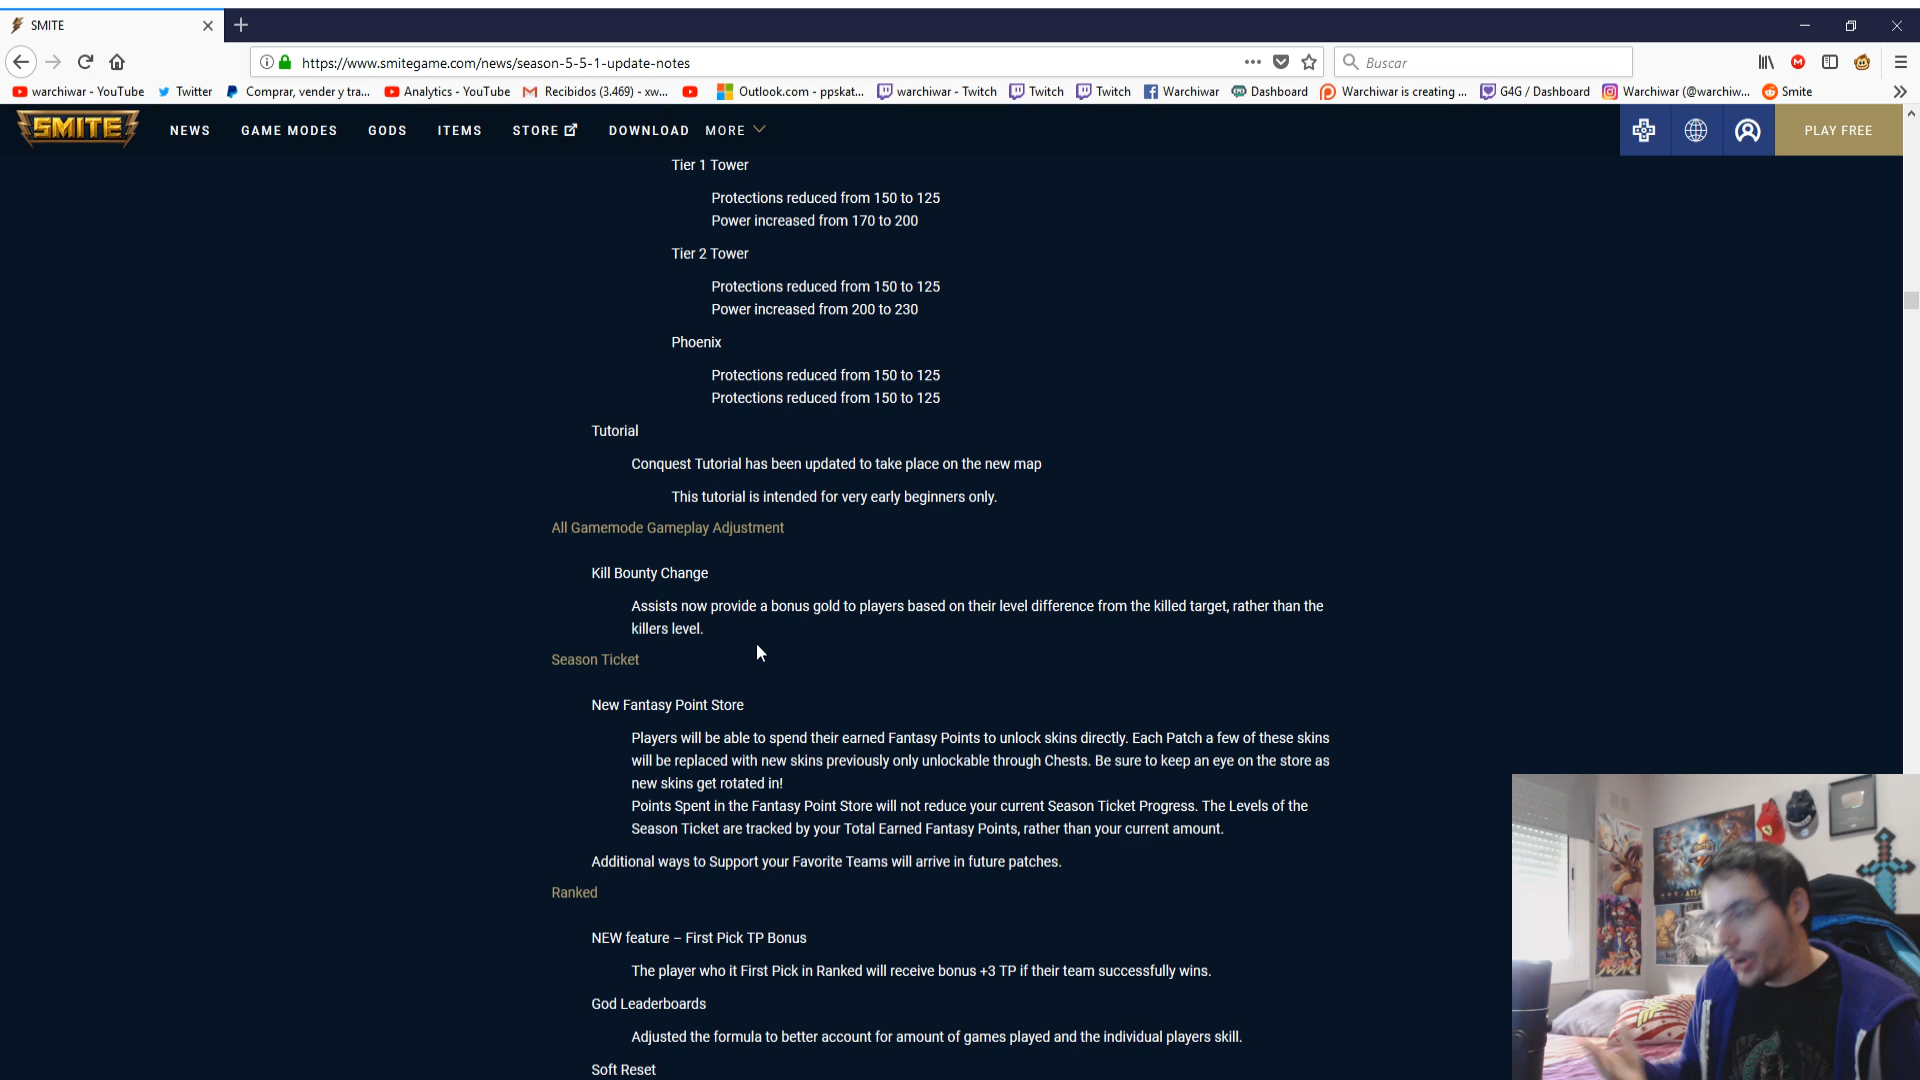 SMITE
https://www.smitegame.com/news/season-5-5-1-update-notes
Buscar
warchiwar - YouTube
Twitter
Comprar, vender y tra...
Analytics - YouTube
Recibidos (3.469) - xw...
Outlook.com - ppskat...
warchiwar - Twitch
Twitch
Twitch
Warchiwar
Dashboard
Warchiwar is creating ...
G4G / Dashboard
Warchiwar (@warchiw...
Smite
SMITE
NEWS
GAME MODES
GODS
ITEMS
STORE
DOWNLOAD
MORE
PLAY FREE
Tier 1 Tower
Protections reduced from 150 to 125
Power increased from 170 to 200
Tier 2 Tower
Protections reduced from 150 to 125
Power increased from 200 to 230
Phoenix
Protections reduced from 150 to 125
Protections reduced from 150 to 125
Tutorial
Conquest Tutorial has been updated to take place on the new map
This tutorial is intended for very early beginners only.
All Gamemode Gameplay Adjustment
Kill Bounty Change
Assists now provide a bonus gold to players based on their level difference from the killed target, rather than the
killers level.
Season Ticket
New Fantasy Point Store
Players will be able to spend their earned Fantasy Points to unlock skins directly. Each Patch a few of these skins
will be replaced with new skins previously only unlockable through Chests. Be sure to keep an eye on the store as
new skins get rotated in!
Points Spent in the Fantasy Point Store will not reduce your current Season Ticket Progress. The Levels of the
Season Ticket are tracked by your Total Earned Fantasy Points, rather than your current amount.
Additional ways to Support your Favorite Teams will arrive in future patches.
Ranked
NEW feature – First Pick TP Bonus
The player who it First Pick in Ranked will receive bonus +3 TP if their team successfully wins.
God Leaderboards
Adjusted the formula to better account for amount of games played and the individual players skill.
Soft Reset